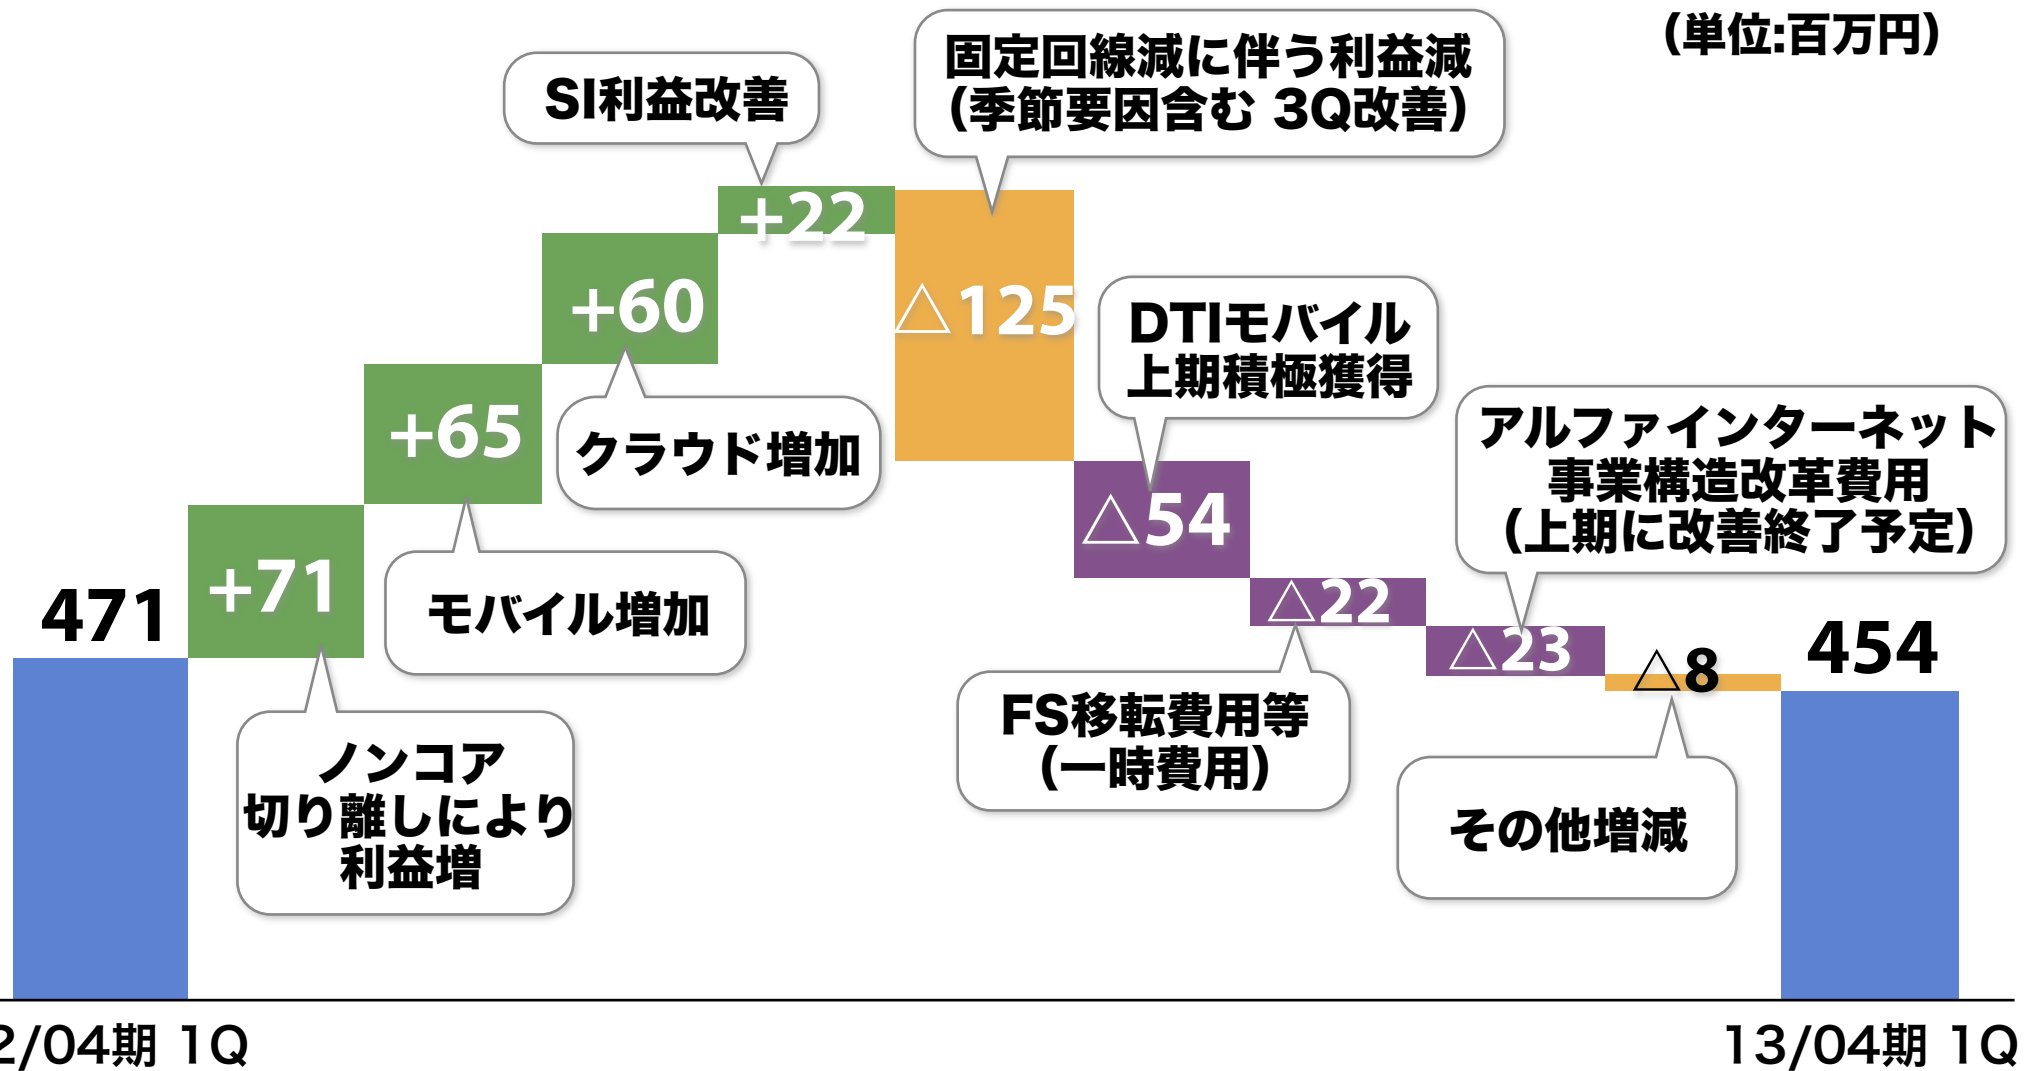 (単位:百万円)
固定回線減に伴う利益減
(季節要因含む 3Q改善)
SI利益改善
+22
+60
△125
DTIモバイル
上期積極獲得
+65
クラウド増加
アルファインターネット
事業構造改革費用
(上期に改善終了予定)
△54
+71
モバイル増加
△22
△23
△8
471
454
ノンコア
切り離しにより
利益増
FS移転費用等
(一時費用)
その他増減
2/04期 1Q
13/04期 1Q